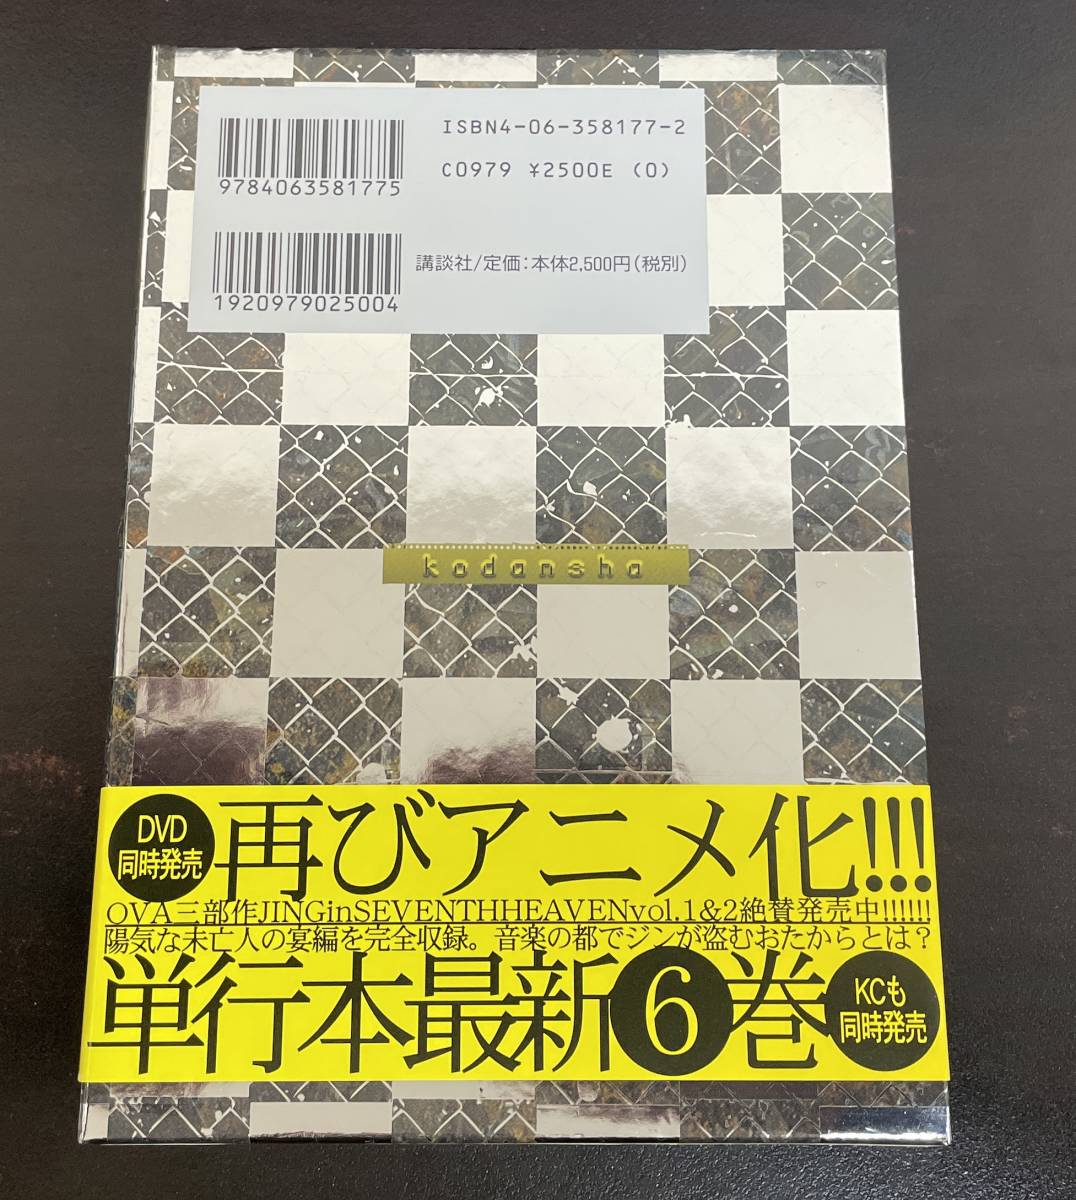 ISBN4-06-358177-2
C0979 ¥2500E (0)
9784063581775
講談社/定価:本体2,500円(税別)
1920979025004
kodansha
DVD
同時発売
再びアニメ化!!!
OVA三部作JINGinSEVENTHHEAVENvol.1&2絶賛発売中!!!!!!
陽気な未亡人の宴編を完全収録。音楽の都でジンが盗むおたからとは?
単行本最新6巻
KCも
同時発売